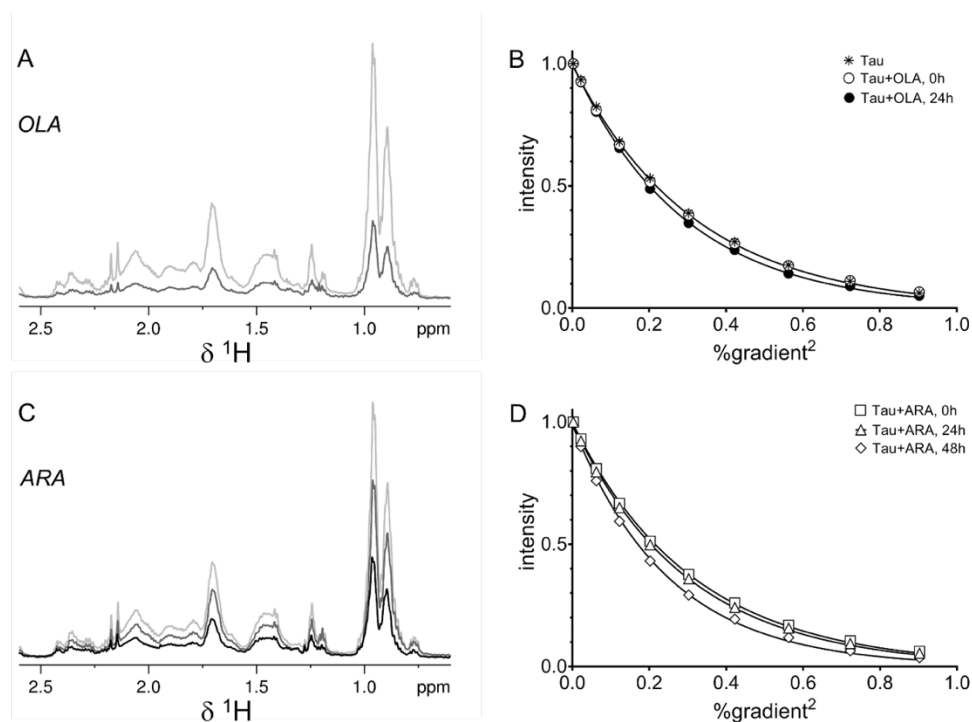 A
OLA
2.5 2.0 1.5 1.0 ppm
δ ¹H
B
✳ Tau
○ Tau+OLA, 0h
● Tau+OLA, 24h
intensity
1.0
0.5
0.0
0.0 0.2 0.4 0.6 0.8 1.0
%gradient²
C
ARA
2.5 2.0 1.5 1.0 ppm
δ ¹H
D
□ Tau+ARA, 0h
△ Tau+ARA, 24h
◇ Tau+ARA, 48h
intensity
1.0
0.5
0.0
0.0 0.2 0.4 0.6 0.8 1.0
%gradient²